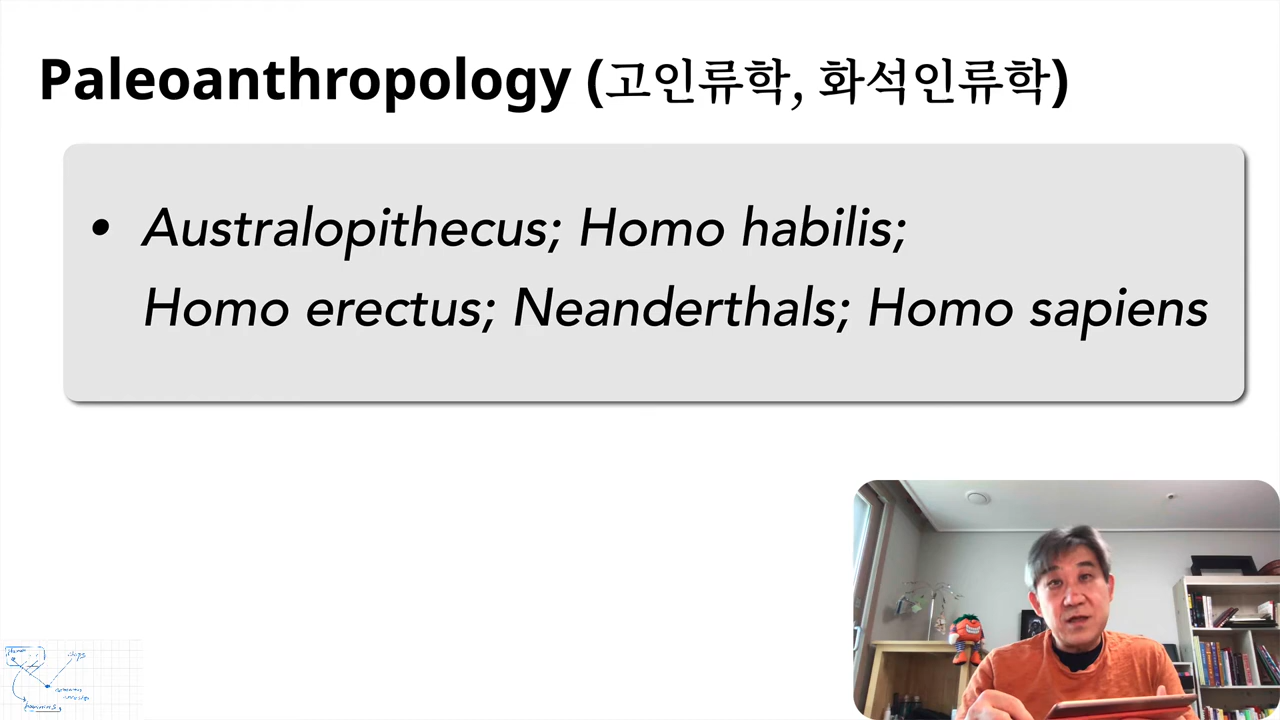 Paleoanthropology (고인류학, 화석인류학)
• Australopithecus; Homo habilis;
Homo erectus; Neanderthals; Homo sapiens